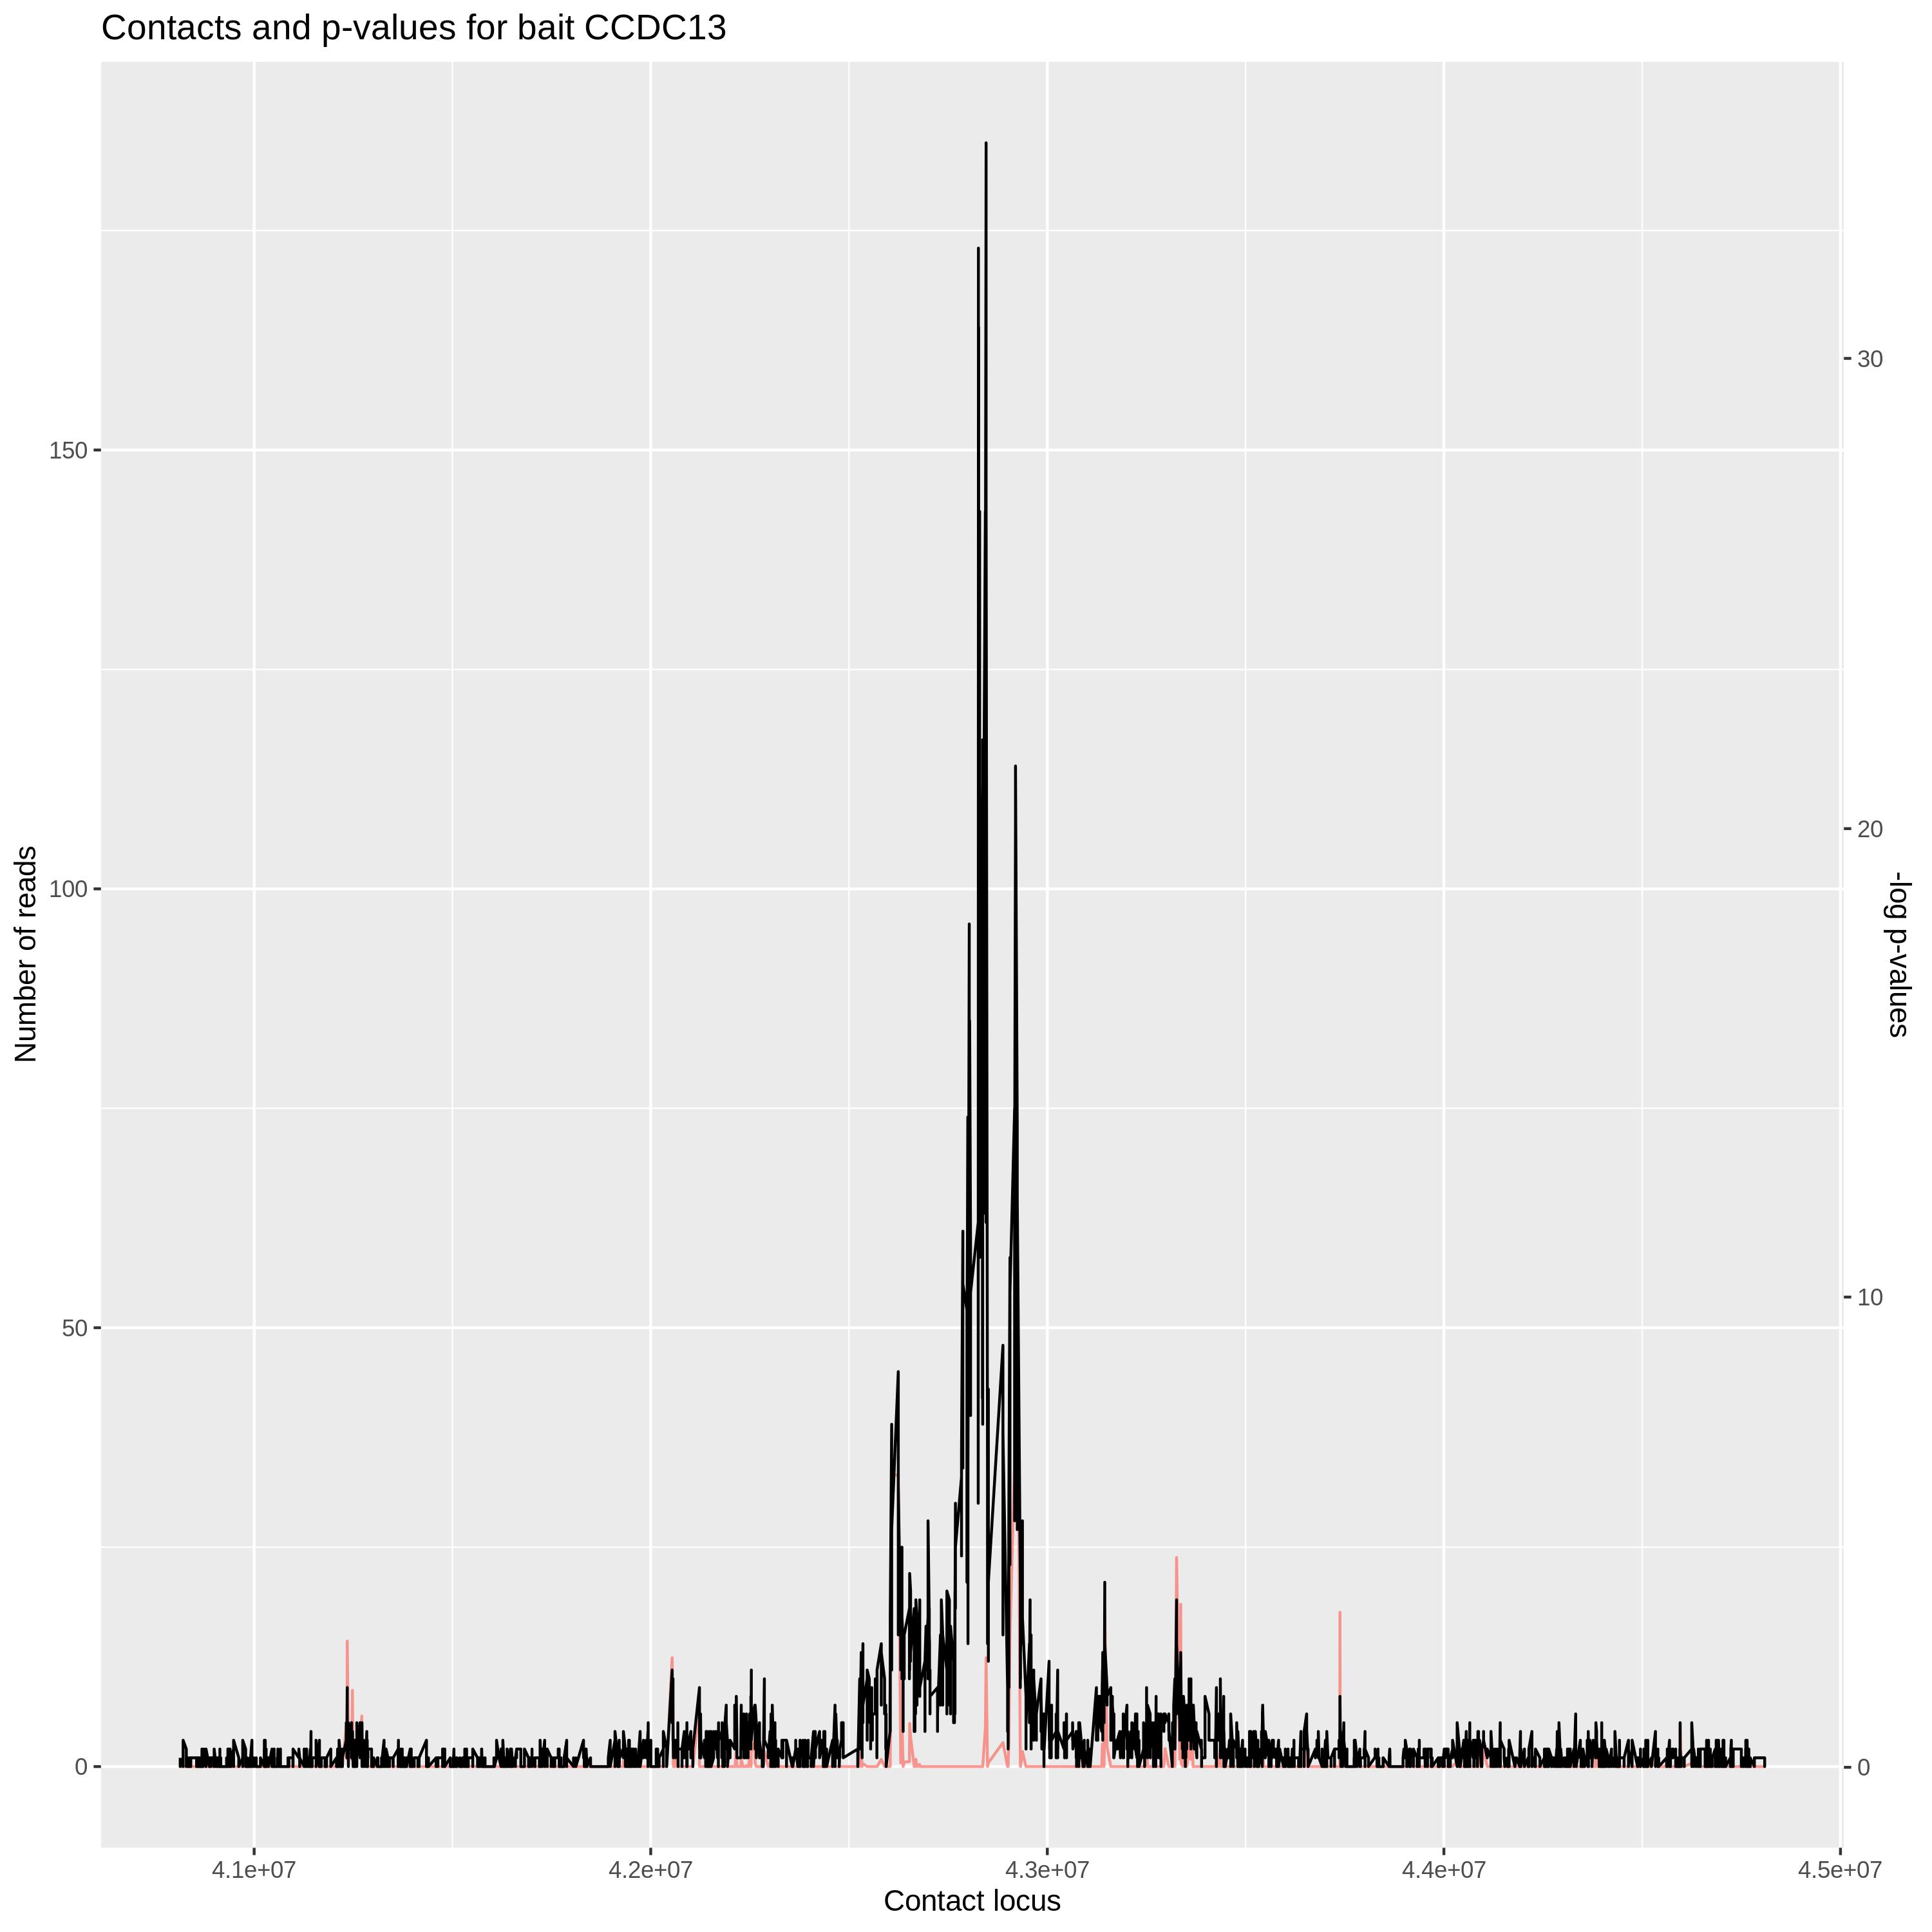 Contacts and p-values for bait CCDC13
150
100
50
0
30
20
10
0
Number of reads
-log p-values
4.1e+07 4.2e+07 4.3e+07 4.4e+07 4.5e+07
Contact locus